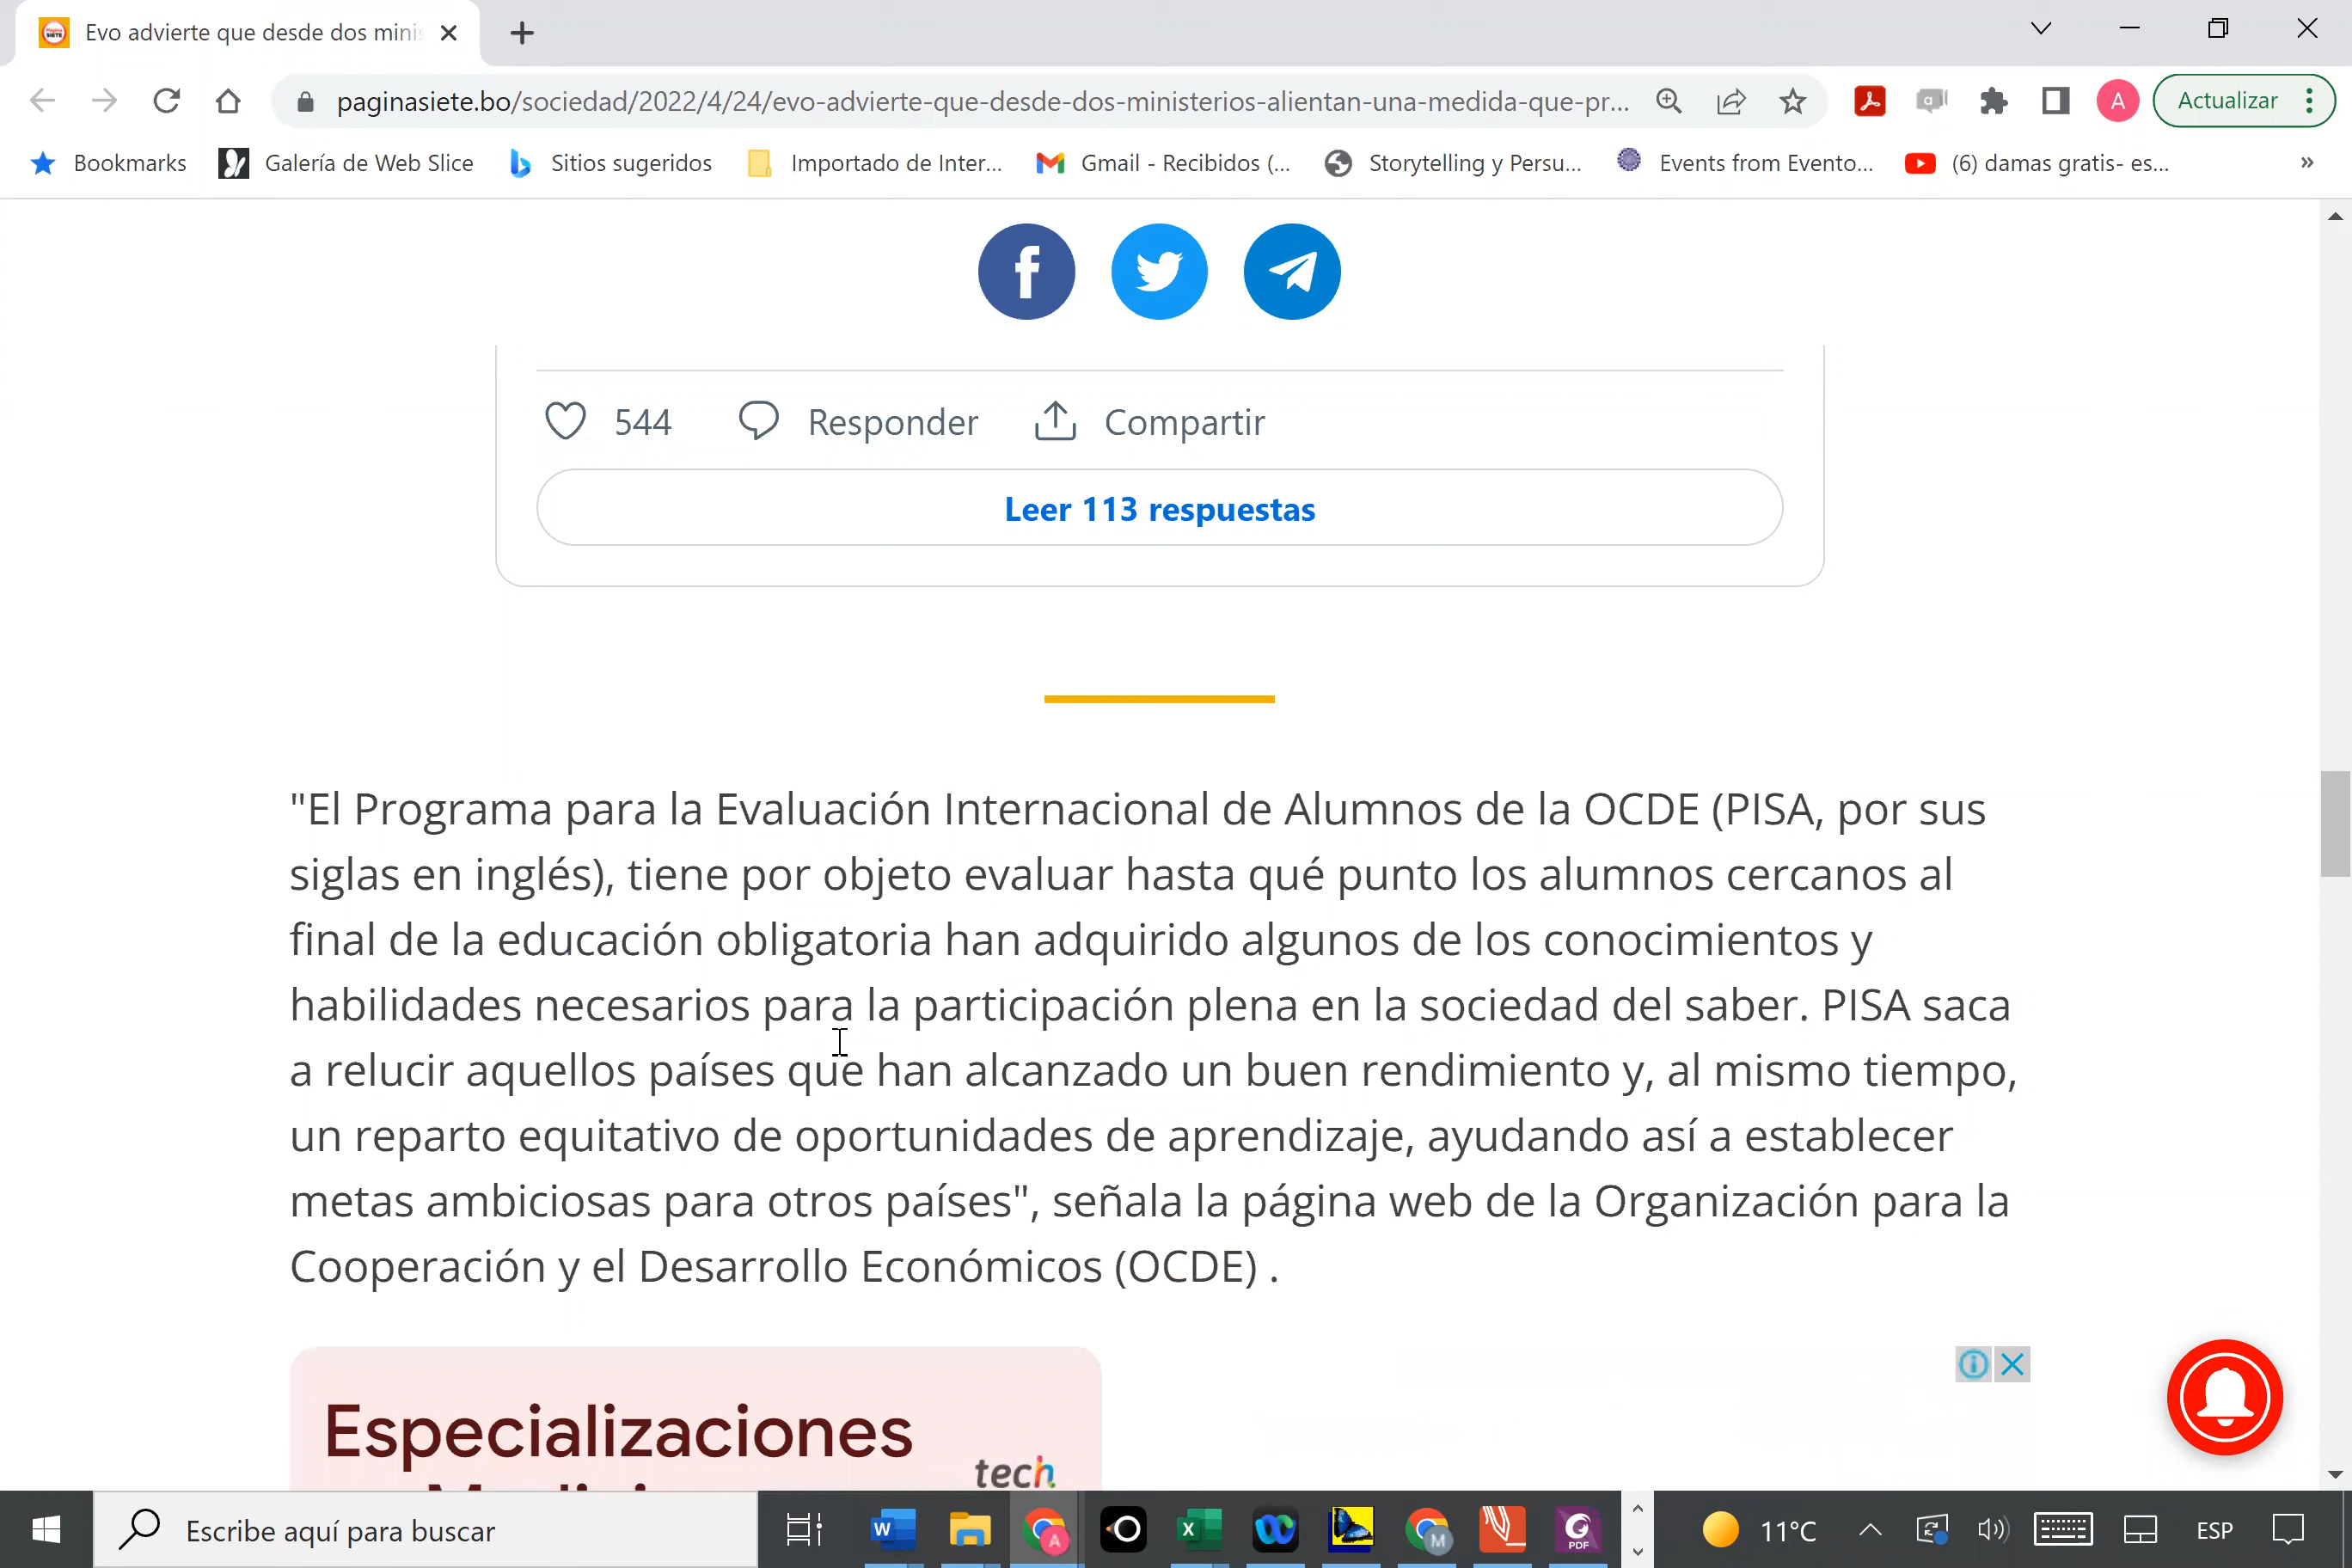 Evo advierte que desde dos minis
paginasiete.bo/sociedad/2022/4/24/evo-advierte-que-desde-dos-ministerios-alientan-una-medida-que-pr...
A
Actualizar
Bookmarks
Galería de Web Slice
Sitios sugeridos
Importado de Inter...
Gmail - Recibidos (...
Storytelling y Persu...
Events from Evento...
(6) damas gratis- es...
»
544
Responder
Compartir
Leer 113 respuestas
"El Programa para la Evaluación Internacional de Alumnos de la OCDE (PISA, por sus
siglas en inglés), tiene por objeto evaluar hasta qué punto los alumnos cercanos al
final de la educación obligatoria han adquirido algunos de los conocimientos y
habilidades necesarios para la participación plena en la sociedad del saber. PISA saca
a relucir aquellos países que han alcanzado un buen rendimiento y, al mismo tiempo,
un reparto equitativo de oportunidades de aprendizaje, ayudando así a establecer
metas ambiciosas para otros países", señala la página web de la Organización para la
Cooperación y el Desarrollo Económicos (OCDE) .
Especializaciones
tech
Escribe aquí para buscar
11°C
ESP